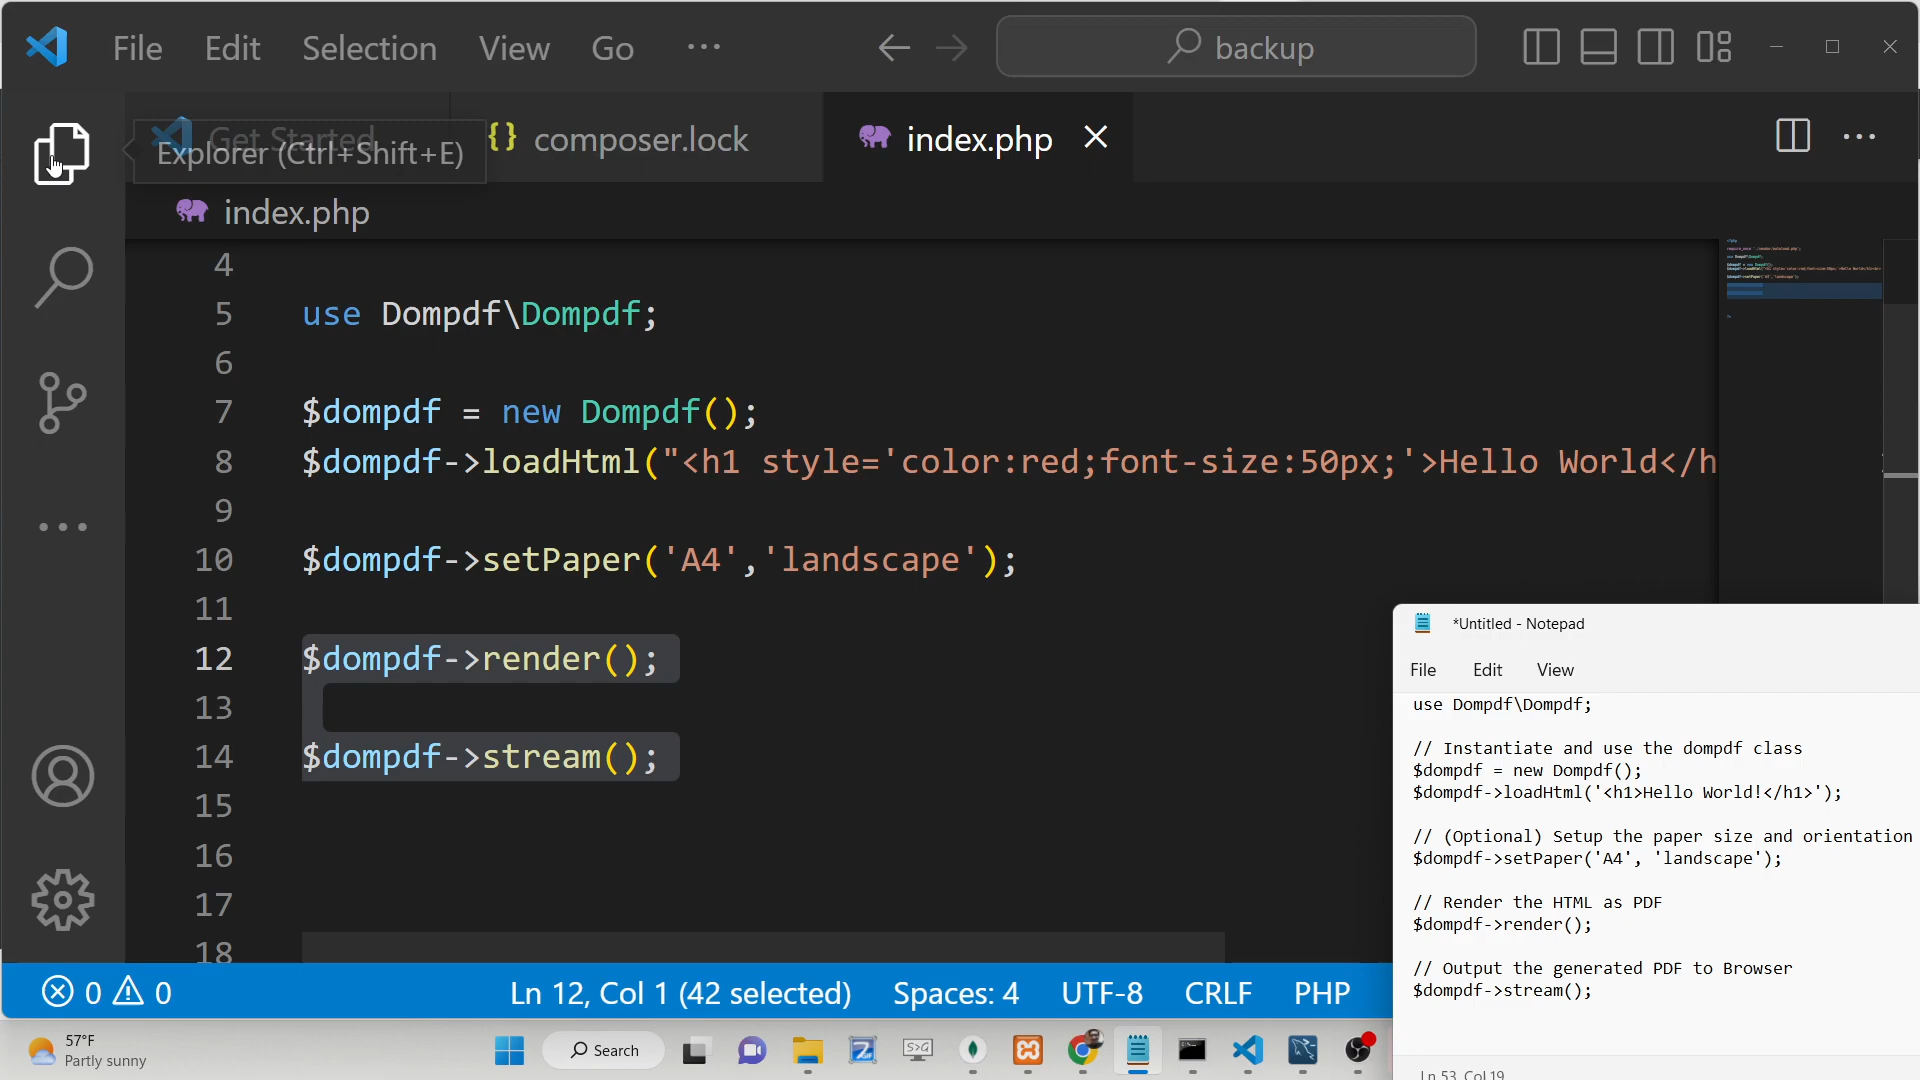 File Edit Selection View Go ··· backup
Get Started
Explorer (Ctrl+Shift+E)
{} composer.lock
index.php
index.php
4
5 use Dompdf\Dompdf;
6
7 $dompdf = new Dompdf();
8 $dompdf->loadHtml("<h1 style='color:red;font-size:50px;'>Hello World</h
9
10 $dompdf->setPaper('A4','landscape');
11
12 $dompdf->render();
13
14 $dompdf->stream();
15
16
17
18
0 0 Ln 12, Col 1 (42 selected) Spaces: 4 UTF-8 CRLF PHP
*Untitled - Notepad
File Edit View
use Dompdf\Dompdf;
// Instantiate and use the dompdf class
$dompdf = new Dompdf();
$dompdf->loadHtml('<h1>Hello World!</h1>');
// (Optional) Setup the paper size and orientation
$dompdf->setPaper('A4', 'landscape');
// Render the HTML as PDF
$dompdf->render();
// Output the generated PDF to Browser
$dompdf->stream();
Ln 53, Col 19
57°F
Partly sunny
Search